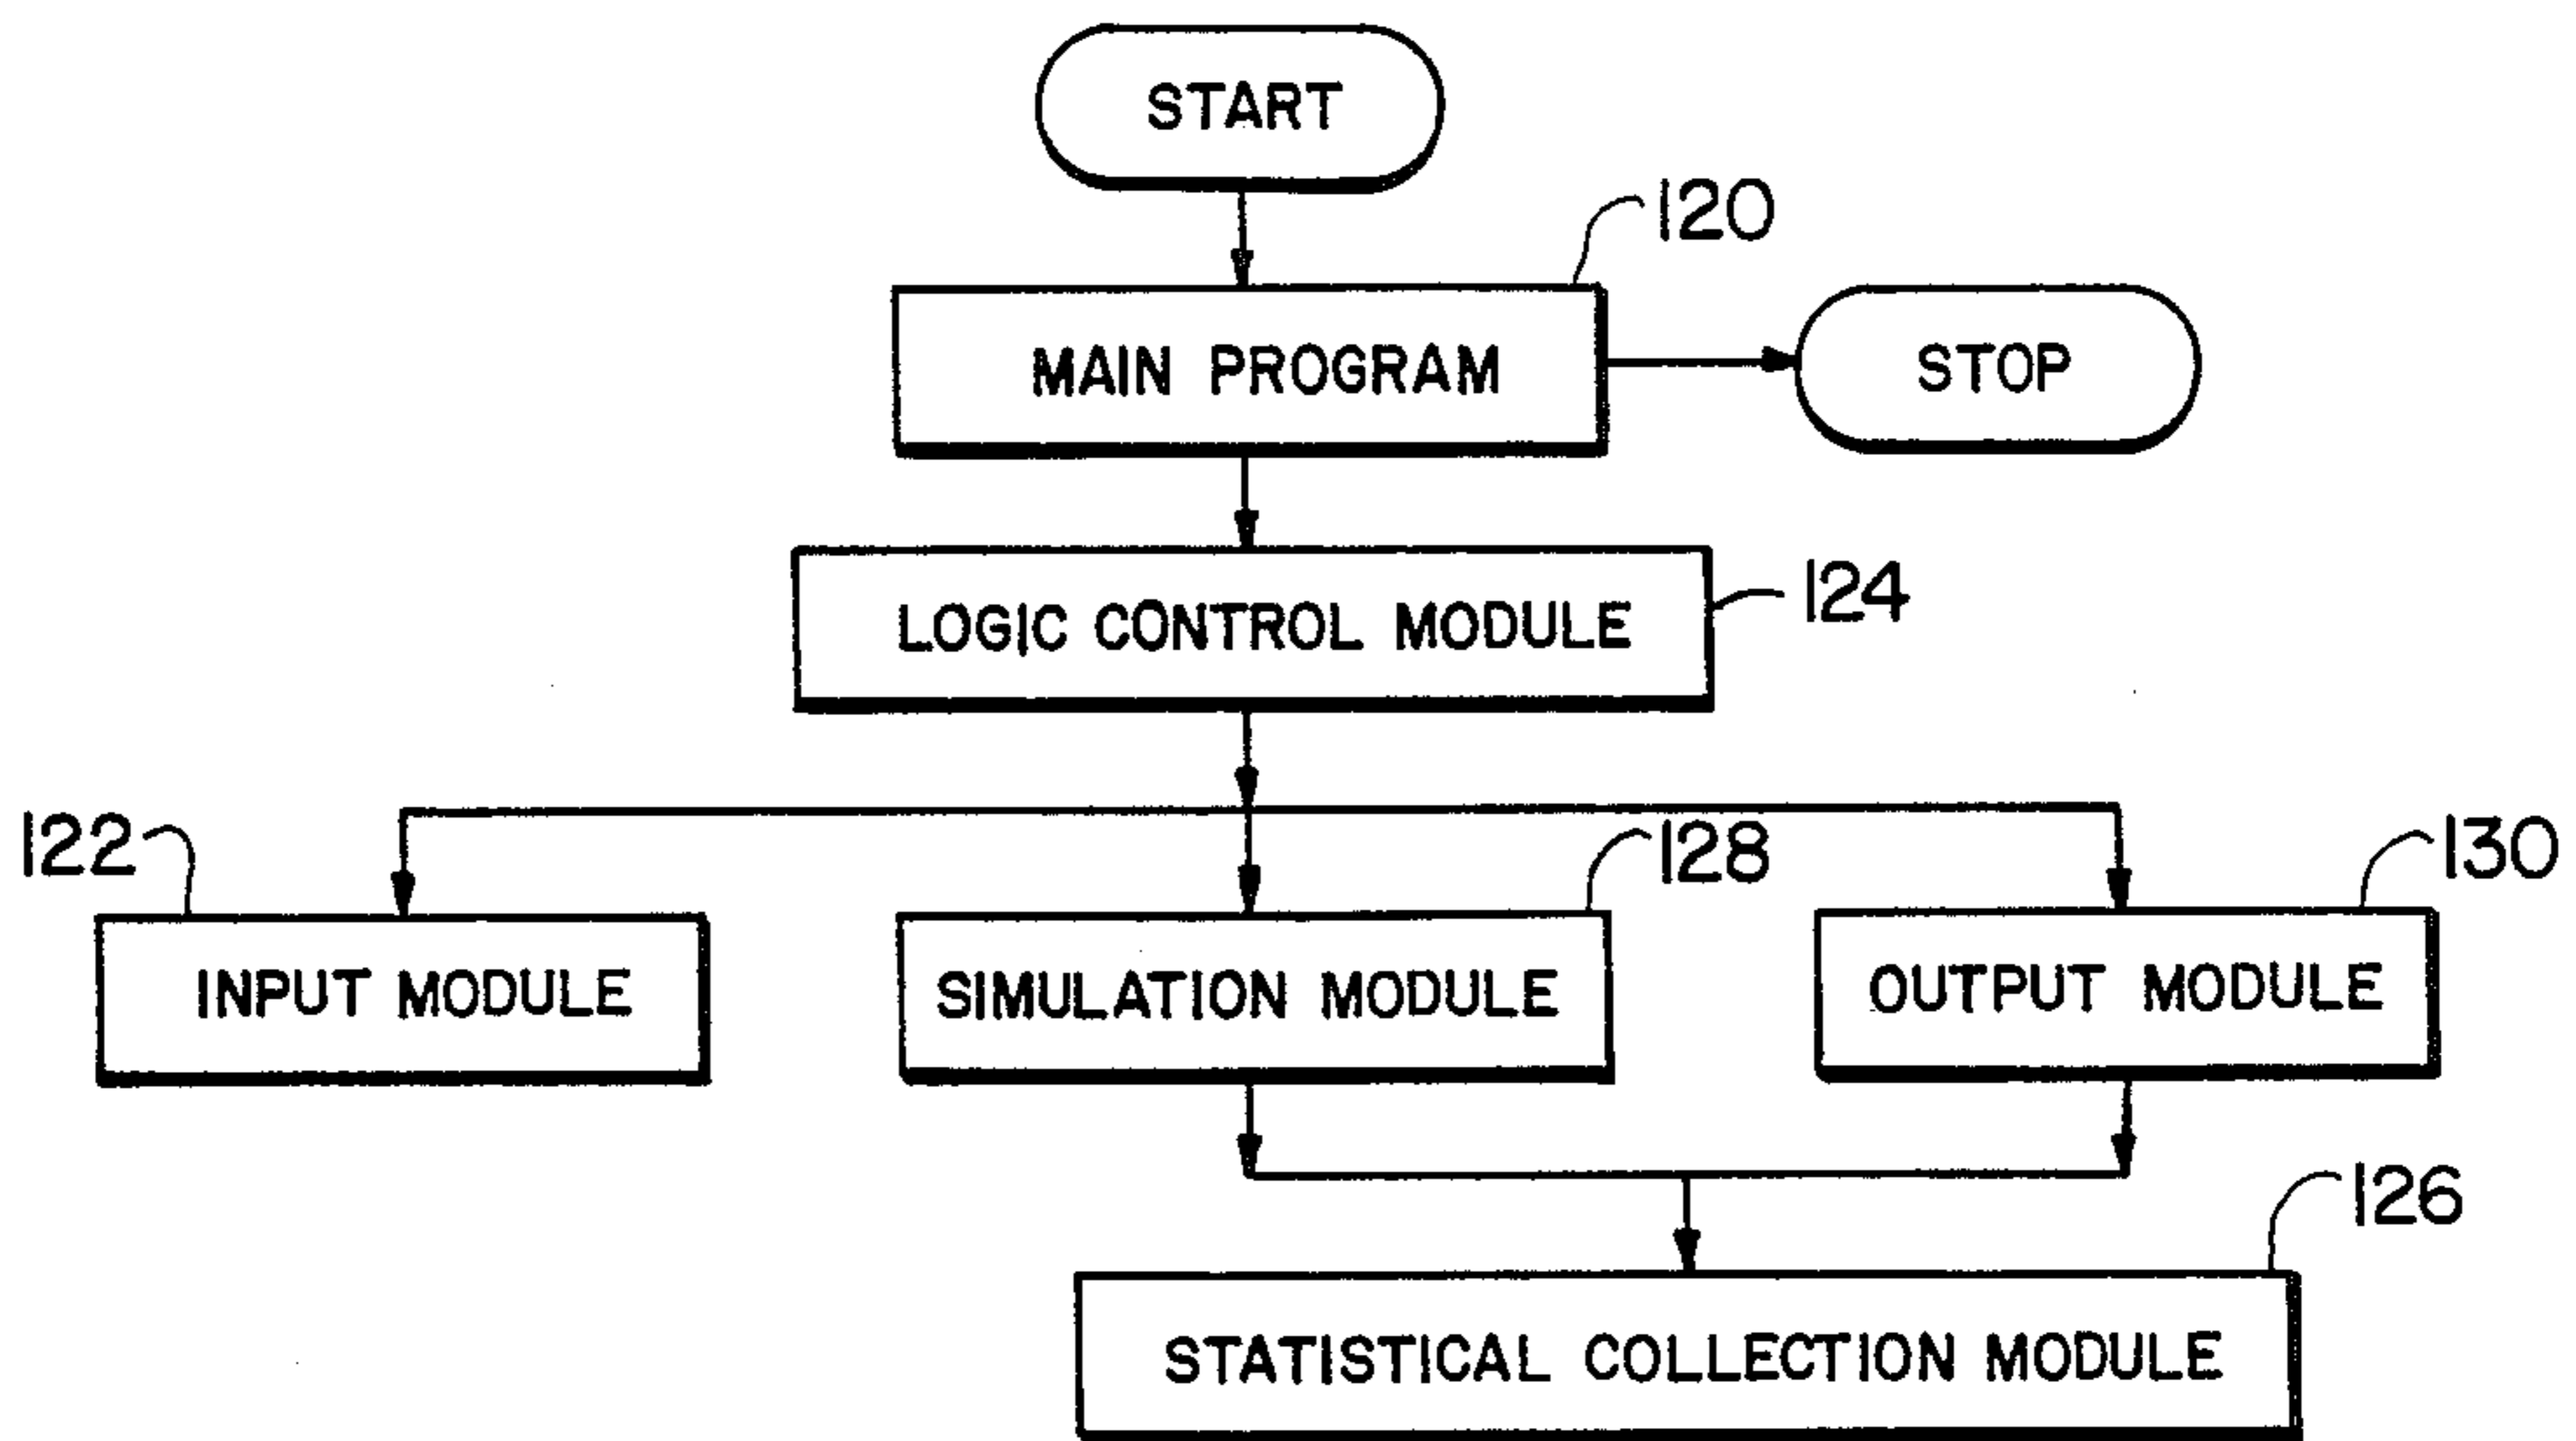 START
120
MAIN PROGRAM
STOP
LOGIC CONTROL MODULE
124
122
128
130
INPUT MODULE
SIMULATION MODULE
OUTPUT MODULE
126
STATISTICAL COLLECTION MODULE